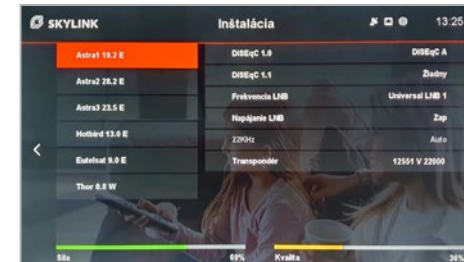 SKYLINK
Inštalácia
13:25
Astra1 19.2 E
Astra2 28.2 E
Astra3 23.5 E
Hotbird 13.0 E
Eutelsat 9.0 E
Thor 0.8 W
DISEqC 1.0 DISEqC A
DISEqC 1.1 Žiadny
Frekvencia LNB Universal LNB 1
Napájanie LNB Zap
22KHz Auto
Transpondér 12551 V 22000
Sila 69% Kvalita 36%